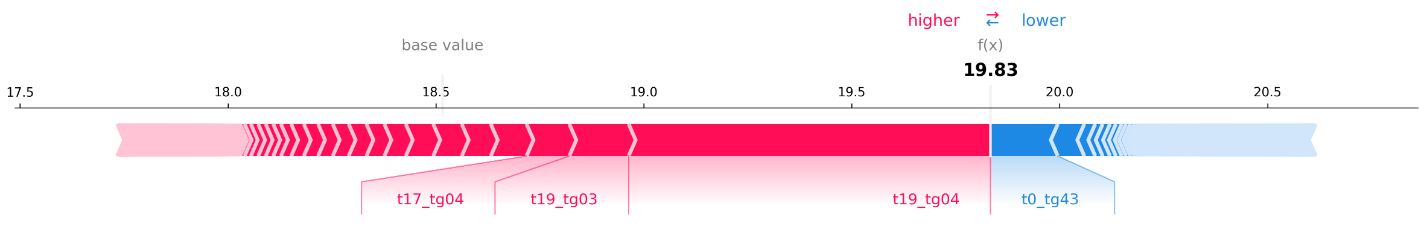 higher ⇄ lower
base value f(x)
19.83
17.5 18.0 18.5 19.0 19.5 20.0 20.5
t17_tg04 t19_tg03 t19_tg04 t0_tg43